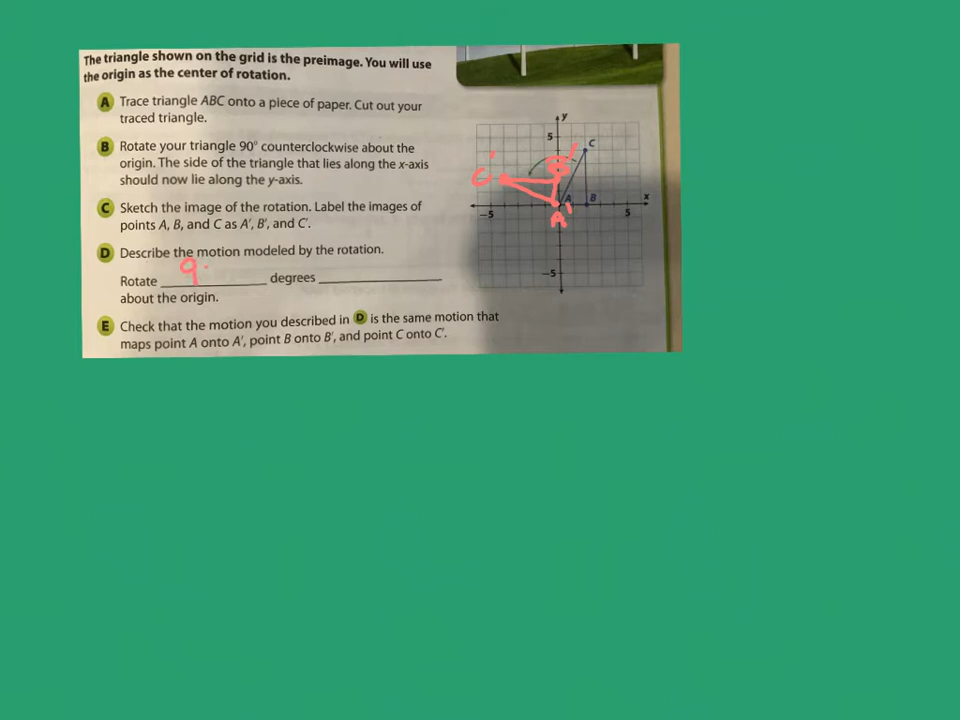 The triangle shown on the grid is the preimage. You will use
the origin as the center of rotation.
A Trace triangle ABC onto a piece of paper. Cut out your
traced triangle.
B Rotate your triangle 90° counterclockwise about the
origin. The side of the triangle that lies along the x-axis
should now lie along the y-axis.
C Sketch the image of the rotation. Label the images of
points A, B, and C as A′, B′, and C′.
D Describe the motion modeled by the rotation.
9
Rotate ____________ degrees ____________
about the origin.
E Check that the motion you described in D is the same motion that
maps point A onto A′, point B onto B′, and point C onto C′.
y
5
C
B'
C'
A
B
x
-5
5
A'
-5